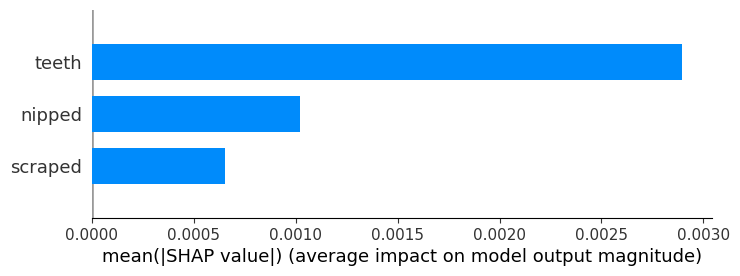 teeth
nipped
scraped
0.0000 0.0005 0.0010 0.0015 0.0020 0.0025 0.0030
mean(|SHAP value|) (average impact on model output magnitude)